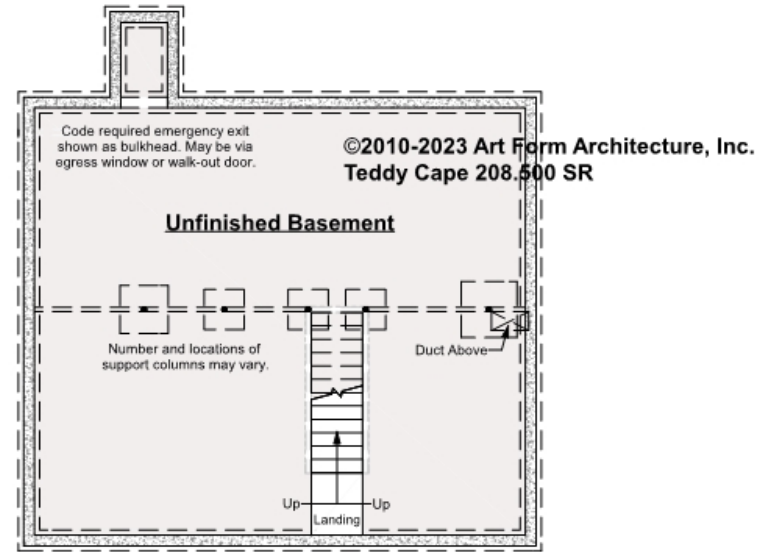 Code required emergency exit
shown as bulkhead. May be via
egress window or walk-out door.
©2010-2023 Art Form Architecture, Inc.
Teddy Cape 208.500 SR
Unfinished Basement
Number and locations of
support columns may vary.
Duct Above
Up
Up
Landing